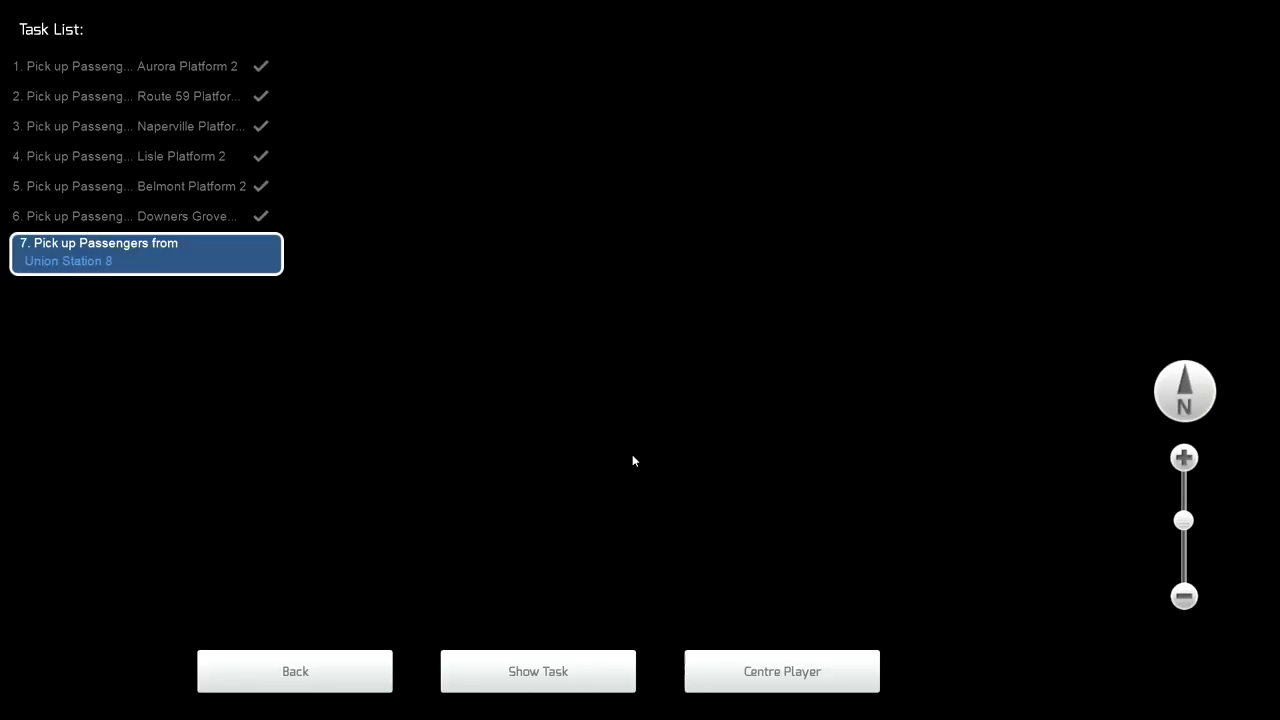 Task List:
1. Pick up Passeng... Aurora Platform 2
2. Pick up Passeng... Route 59 Platfor...
3. Pick up Passeng... Naperville Platfor...
4. Pick up Passeng... Lisle Platform 2
5. Pick up Passeng... Belmont Platform 2
6. Pick up Passeng... Downers Grove...
7. Pick up Passengers from
Union Station 8
N
Back
Show Task
Centre Player